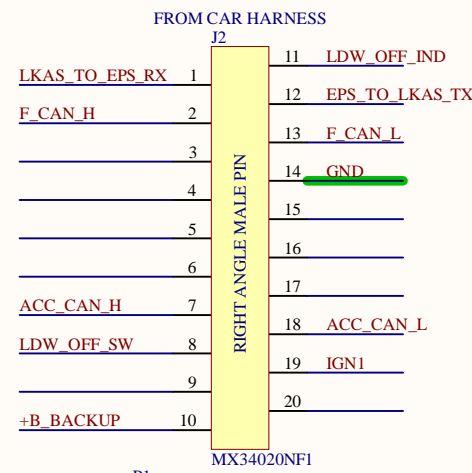 FROM CAR HARNESS
J2
LKAS_TO_EPS_RX 1
F_CAN_H 2
3
4
5
6
ACC_CAN_H 7
LDW_OFF_SW 8
9
+B_BACKUP 10
RIGHT ANGLE MALE PIN
11 LDW_OFF_IND
12 EPS_TO_LKAS_TX
13 F_CAN_L
14 GND
15
16
17
18 ACC_CAN_L
19 IGN1
20
MX34020NF1